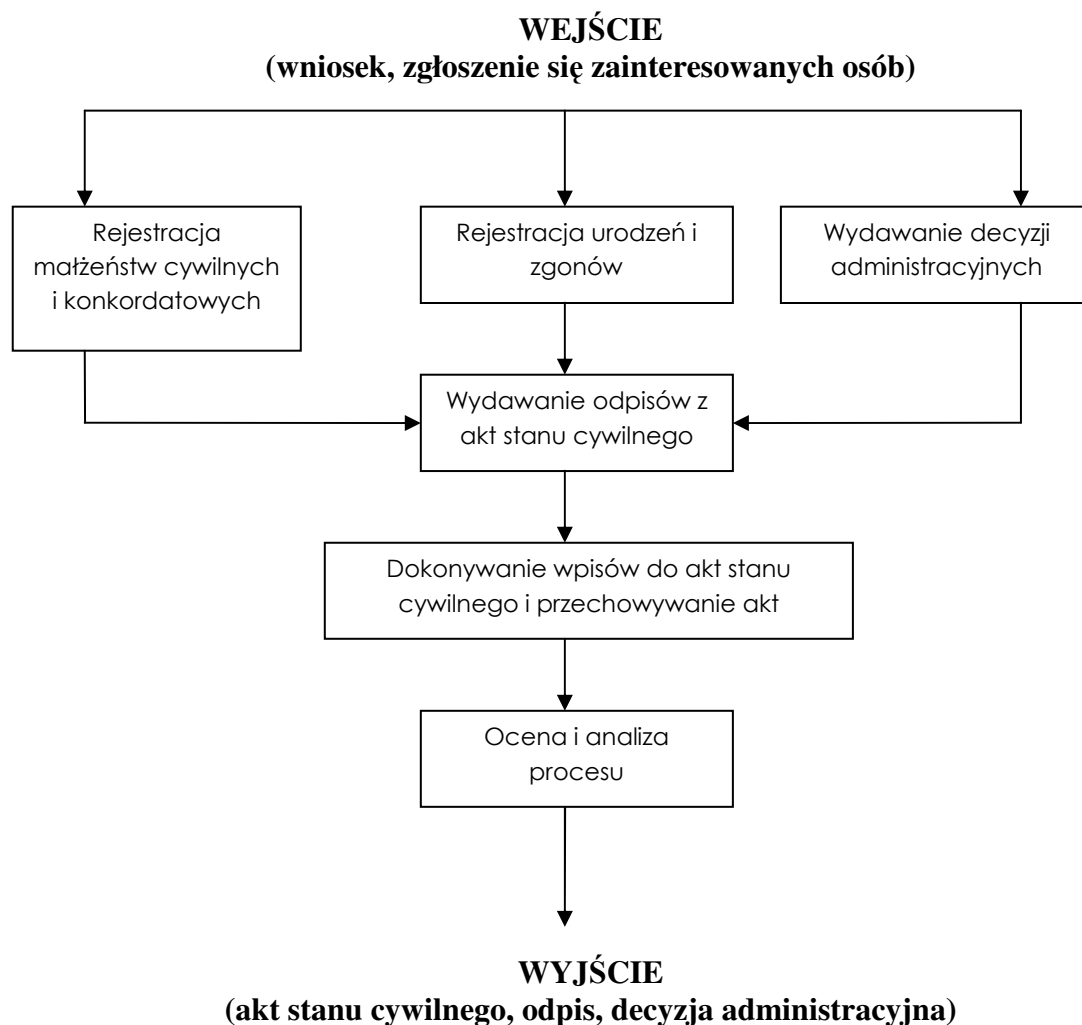 WEJŚCIE
(wniosek, zgłoszenie się zainteresowanych osób)
Rejestracja
małżeństw cywilnych
i konkordatowych
Rejestracja urodzeń i
zgonów
Wydawanie decyzji
administracyjnych
Wydawanie odpisów z
akt stanu cywilnego
Dokonywanie wpisów do akt stanu
cywilnego i przechowywanie akt
Ocena i analiza
procesu
WYJŚCIE
(akt stanu cywilnego, odpis, decyzja administracyjna)